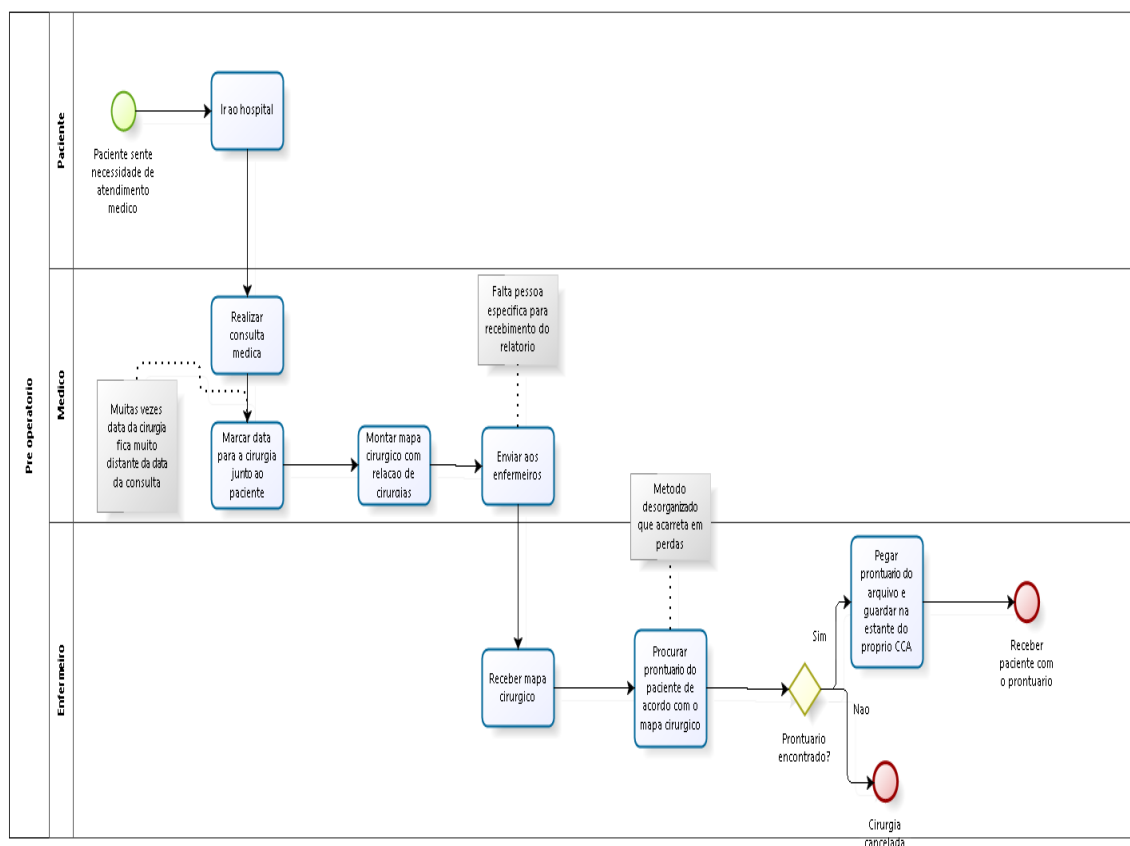 Pre operatorio
Paciente
Paciente sente
necessidade de
atendimento
medico
Ir ao hospital
Medico
Realizar
consulta
medica
Muitas vezes
data da cirurgia
fica muito
distante da data
da consulta
Marcar data
para a cirurgia
junto ao
paciente
Montar mapa
cirurgico com
relacao de
cirurgias
Falta pessoa
especifica para
recebimento do
relatorio
Enviar aos
enfermeiros
Enfermeiro
Receber mapa
cirurgico
Metodo
desorganizado
que acarreta em
perdas
Procurar
prontuario do
paciente de
acordo com o
mapa cirurgico
Prontuario
encontrado?
Sim
Nao
Pegar
prontuario do
arquivo e
guardar na
estante do
proprio CCA
Receber
paciente com
o prontuario
Cirurgia
cancelada